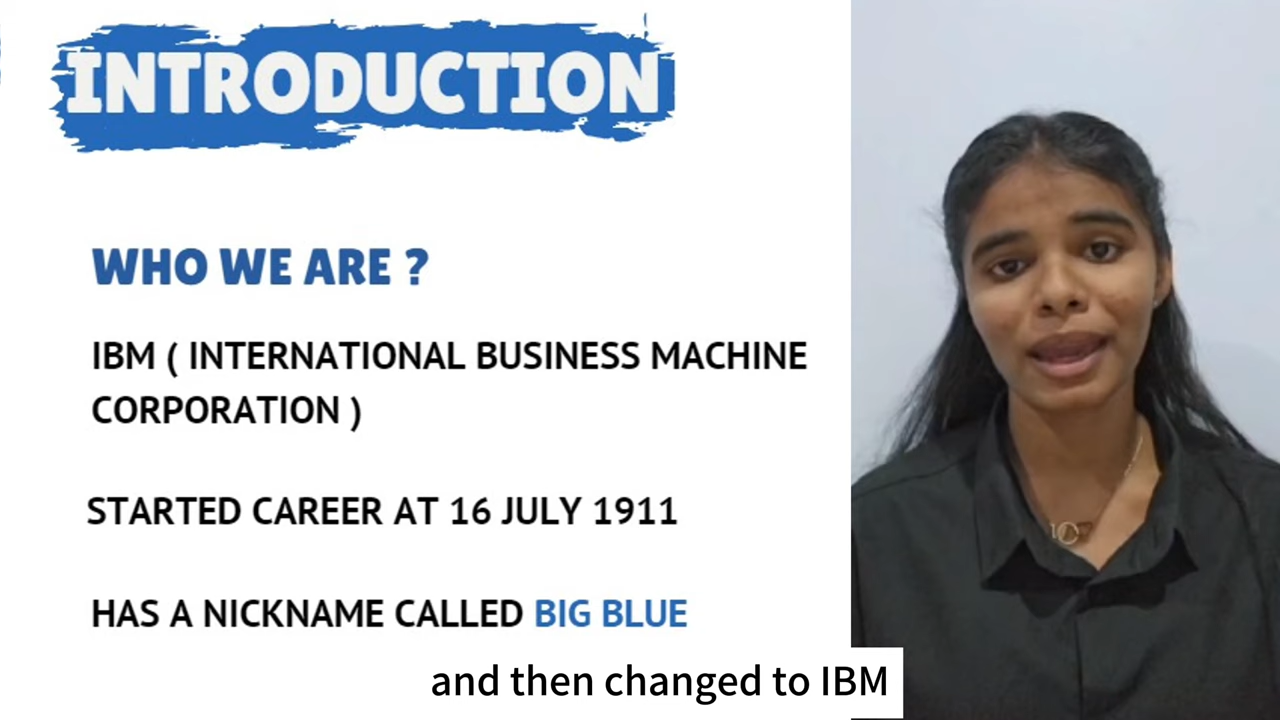 INTRODUCTION
WHO WE ARE ?
IBM ( INTERNATIONAL BUSINESS MACHINE
CORPORATION )
STARTED CAREER AT 16 JULY 1911
HAS A NICKNAME CALLED BIG BLUE
and then changed to IBM